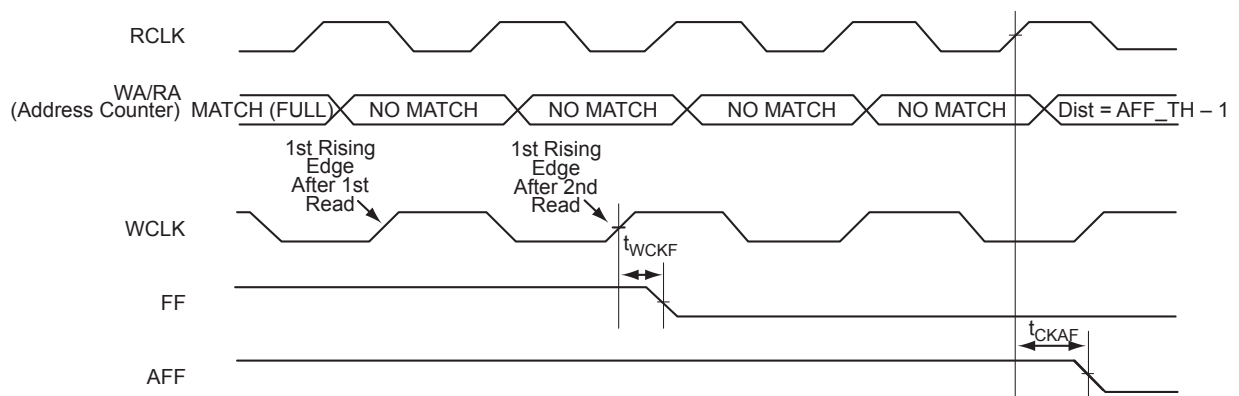 RCLK
WA/RA
(Address Counter)
MATCH (FULL)
NO MATCH
NO MATCH
NO MATCH
NO MATCH
Dist = AFF_TH – 1
1st Rising
Edge
After 1st
Read
1st Rising
Edge
After 2nd
Read
WCLK
tWCKF
FF
tCKAF
AFF